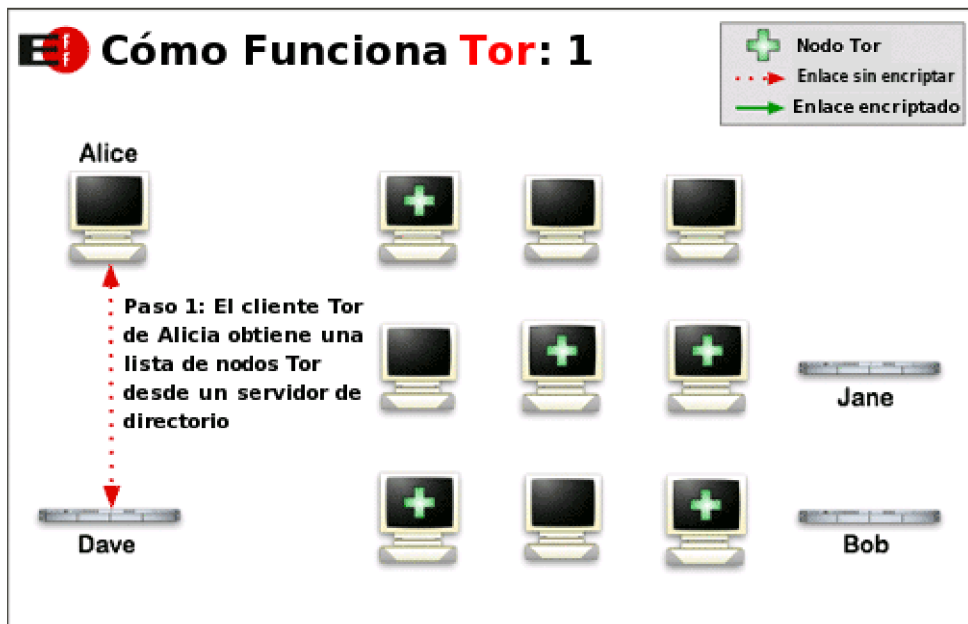 EFF Cómo Funciona Tor: 1
Nodo Tor
Enlace sin encriptar
Enlace encriptado
Alice
Paso 1: El cliente Tor
de Alicia obtiene una
lista de nodos Tor
desde un servidor de
directorio
Jane
Dave
Bob